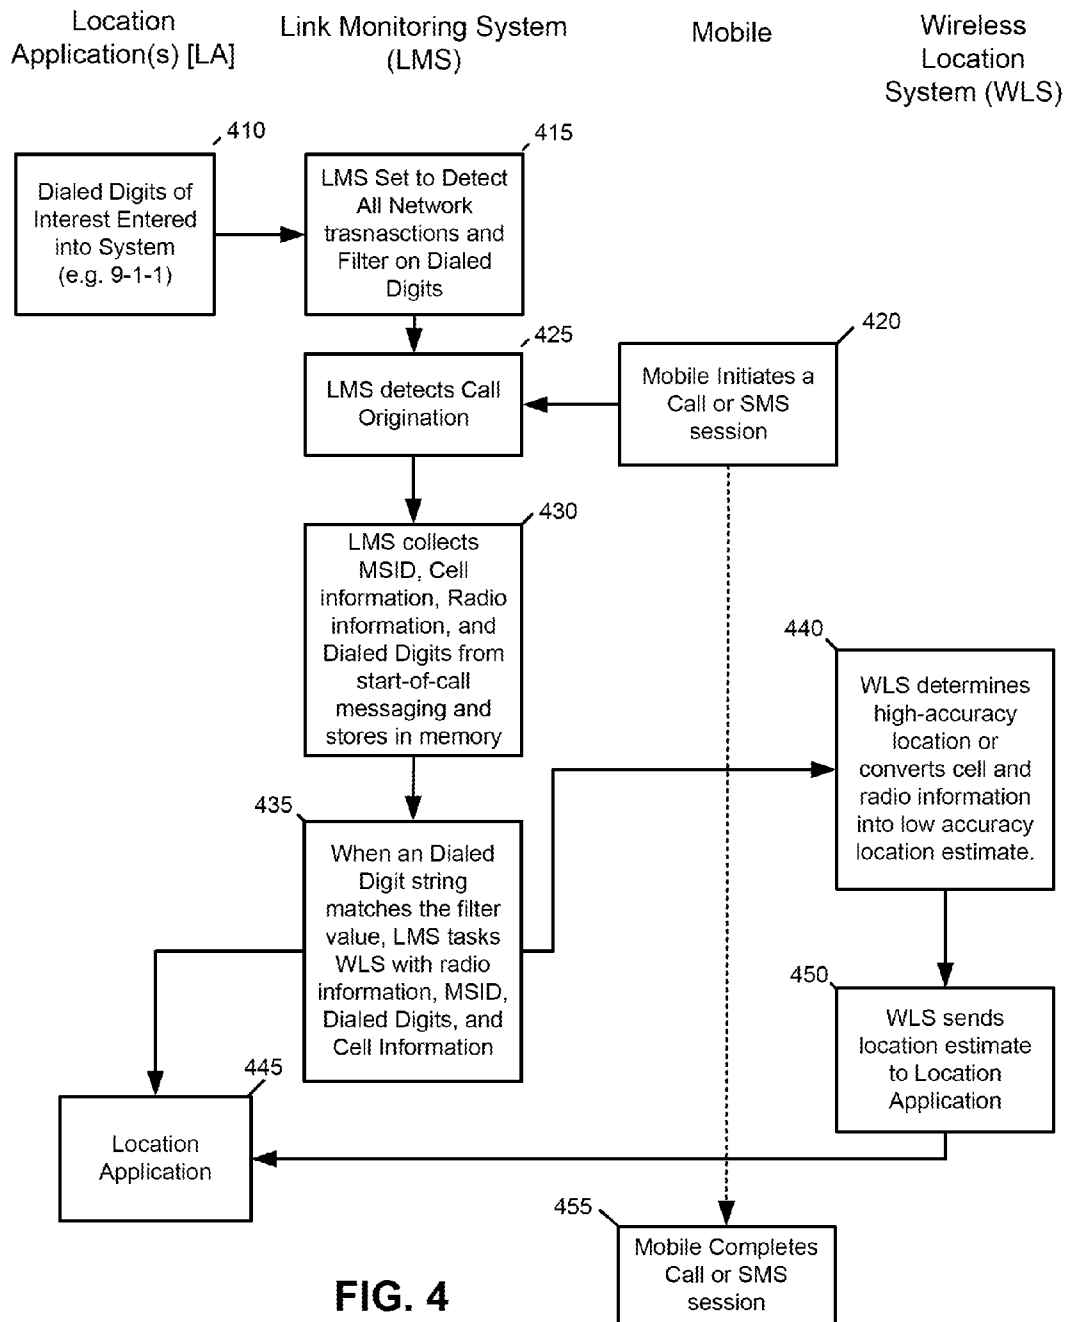 Location
Application(s) [LA]
Link Monitoring System
(LMS)
Mobile
Wireless
Location
System (WLS)
410
Dialed Digits of
Interest Entered
into System
(e.g. 9-1-1)
415
LMS Set to Detect
All Network
trasnasctions and
Filter on Dialed
Digits
420
Mobile Initiates a
Call or SMS
session
425
LMS detects Call
Origination
430
LMS collects
MSID, Cell
information, Radio
information, and
Dialed Digits from
start-of-call
messaging and
stores in memory
435
When an Dialed
Digit string
matches the filter
value, LMS tasks
WLS with radio
information, MSID,
Dialed Digits, and
Cell Information
440
WLS determines
high-accuracy
location or
converts cell and
radio information
into low accuracy
location estimate.
445
Location
Application
450
WLS sends
location estimate
to Location
Application
455
Mobile Completes
Call or SMS
session
FIG. 4